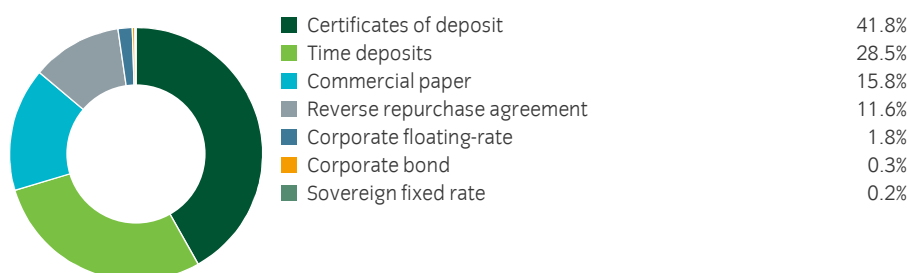 Certificates of deposit 41.8%
Time deposits 28.5%
Commercial paper 15.8%
Reverse repurchase agreement 11.6%
Corporate floating-rate 1.8%
Corporate bond 0.3%
Sovereign fixed rate 0.2%